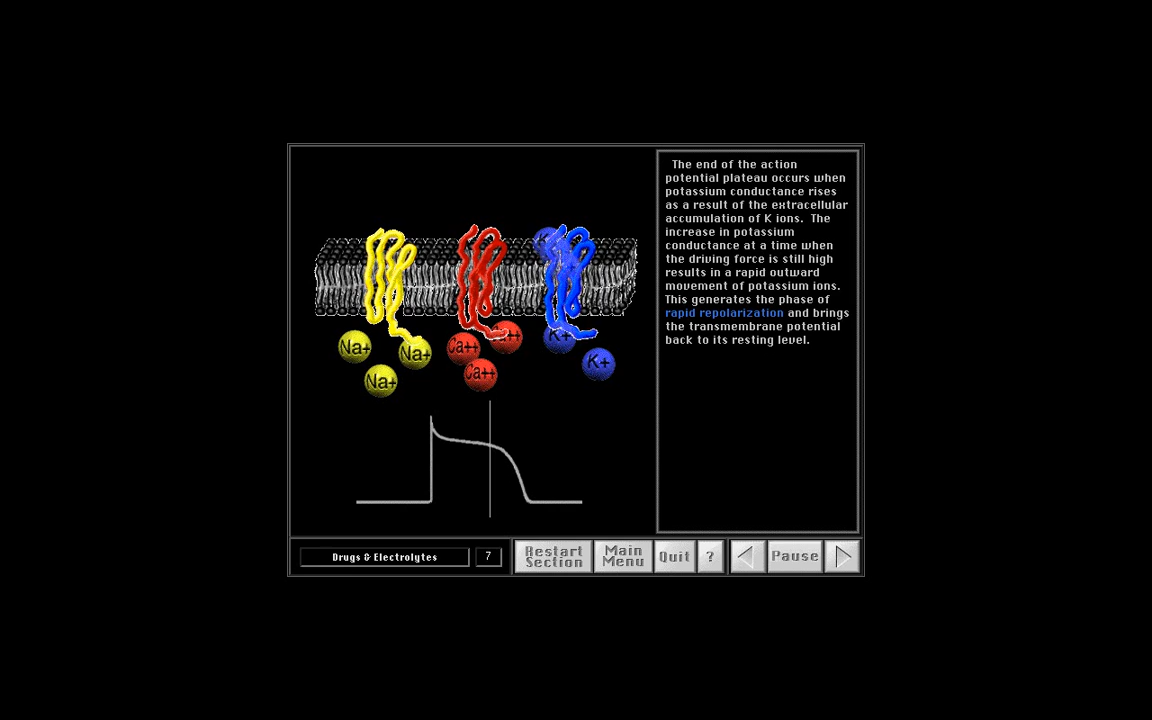 The end of the action
potential plateau occurs when
potassium conductance rises
as a result of the extracellular
accumulation of K ions. The
increase in potassium
conductance at a time when
the driving force is still high
results in a rapid outward
movement of potassium ions.
This generates the phase of
rapid repolarization and brings
the transmembrane potential
back to its resting level.
Na+
Na+
Na+
Ca++
Ca++
K+
K+
Drugs & Electrolytes
7
Restart
Section
Main
Menu
Quit
?
Pause